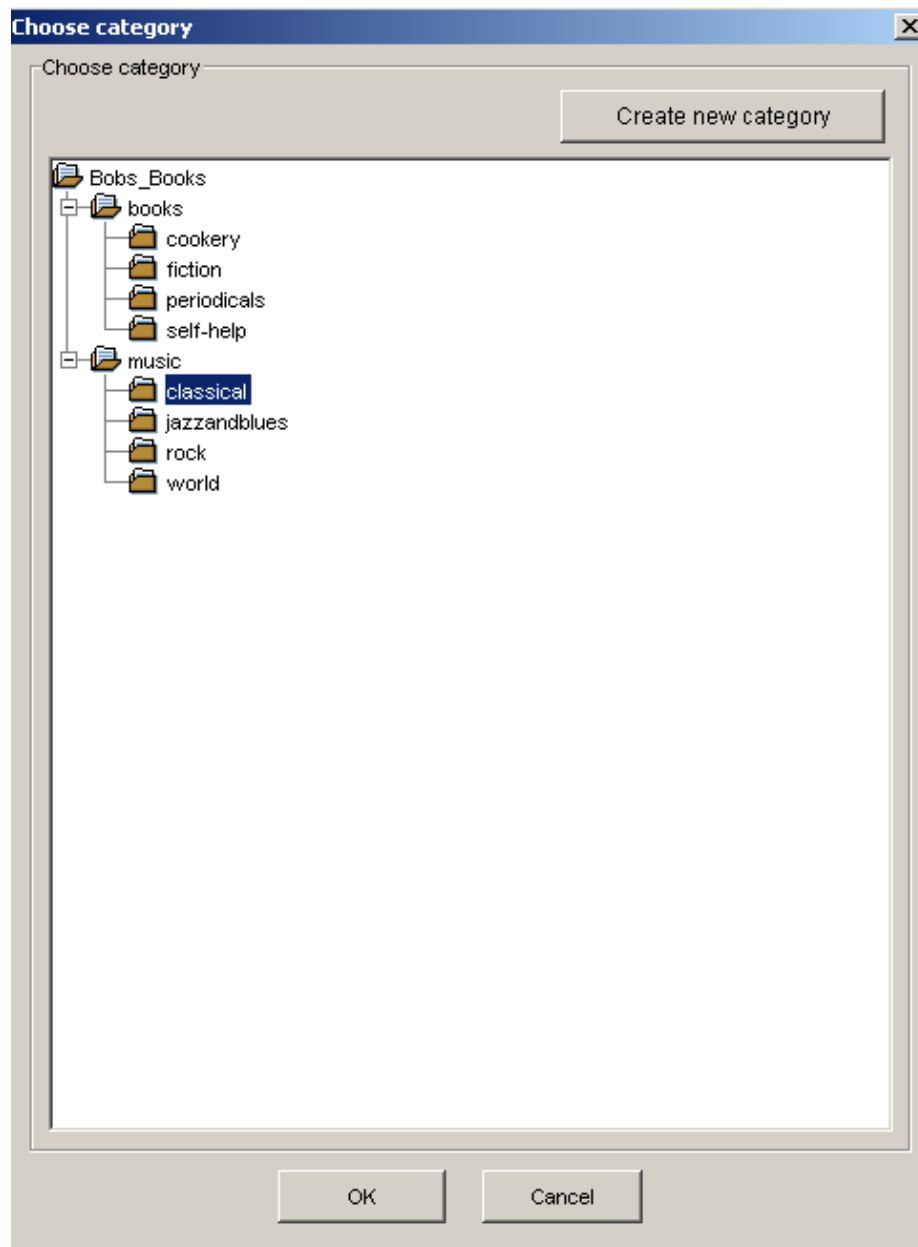 Choose category
Choose category
Create new category
Bobs_Books
books
cookery
fiction
periodicals
self-help
music
classical
jazzandblues
rock
world
OK Cancel